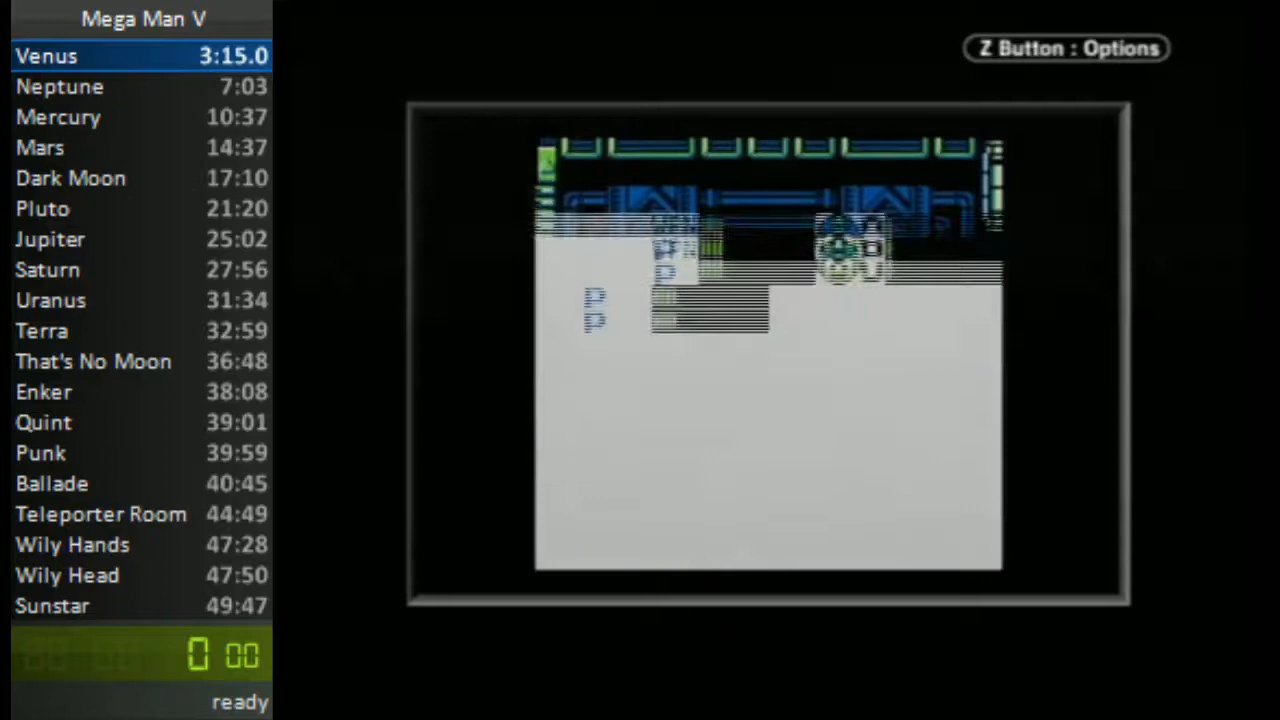 Mega Man V
Venus 3:15.0
Neptune 7:03
Mercury 10:37
Mars 14:37
Dark Moon 17:10
Pluto 21:20
Jupiter 25:02
Saturn 27:56
Uranus 31:34
Terra 32:59
That's No Moon 36:48
Enker 38:08
Quint 39:01
Punk 39:59
Ballade 40:45
Teleporter Room 44:49
Wily Hands 47:28
Wily Head 47:50
Sunstar 49:47
0 00
ready
Z Button : Options
P
P
P